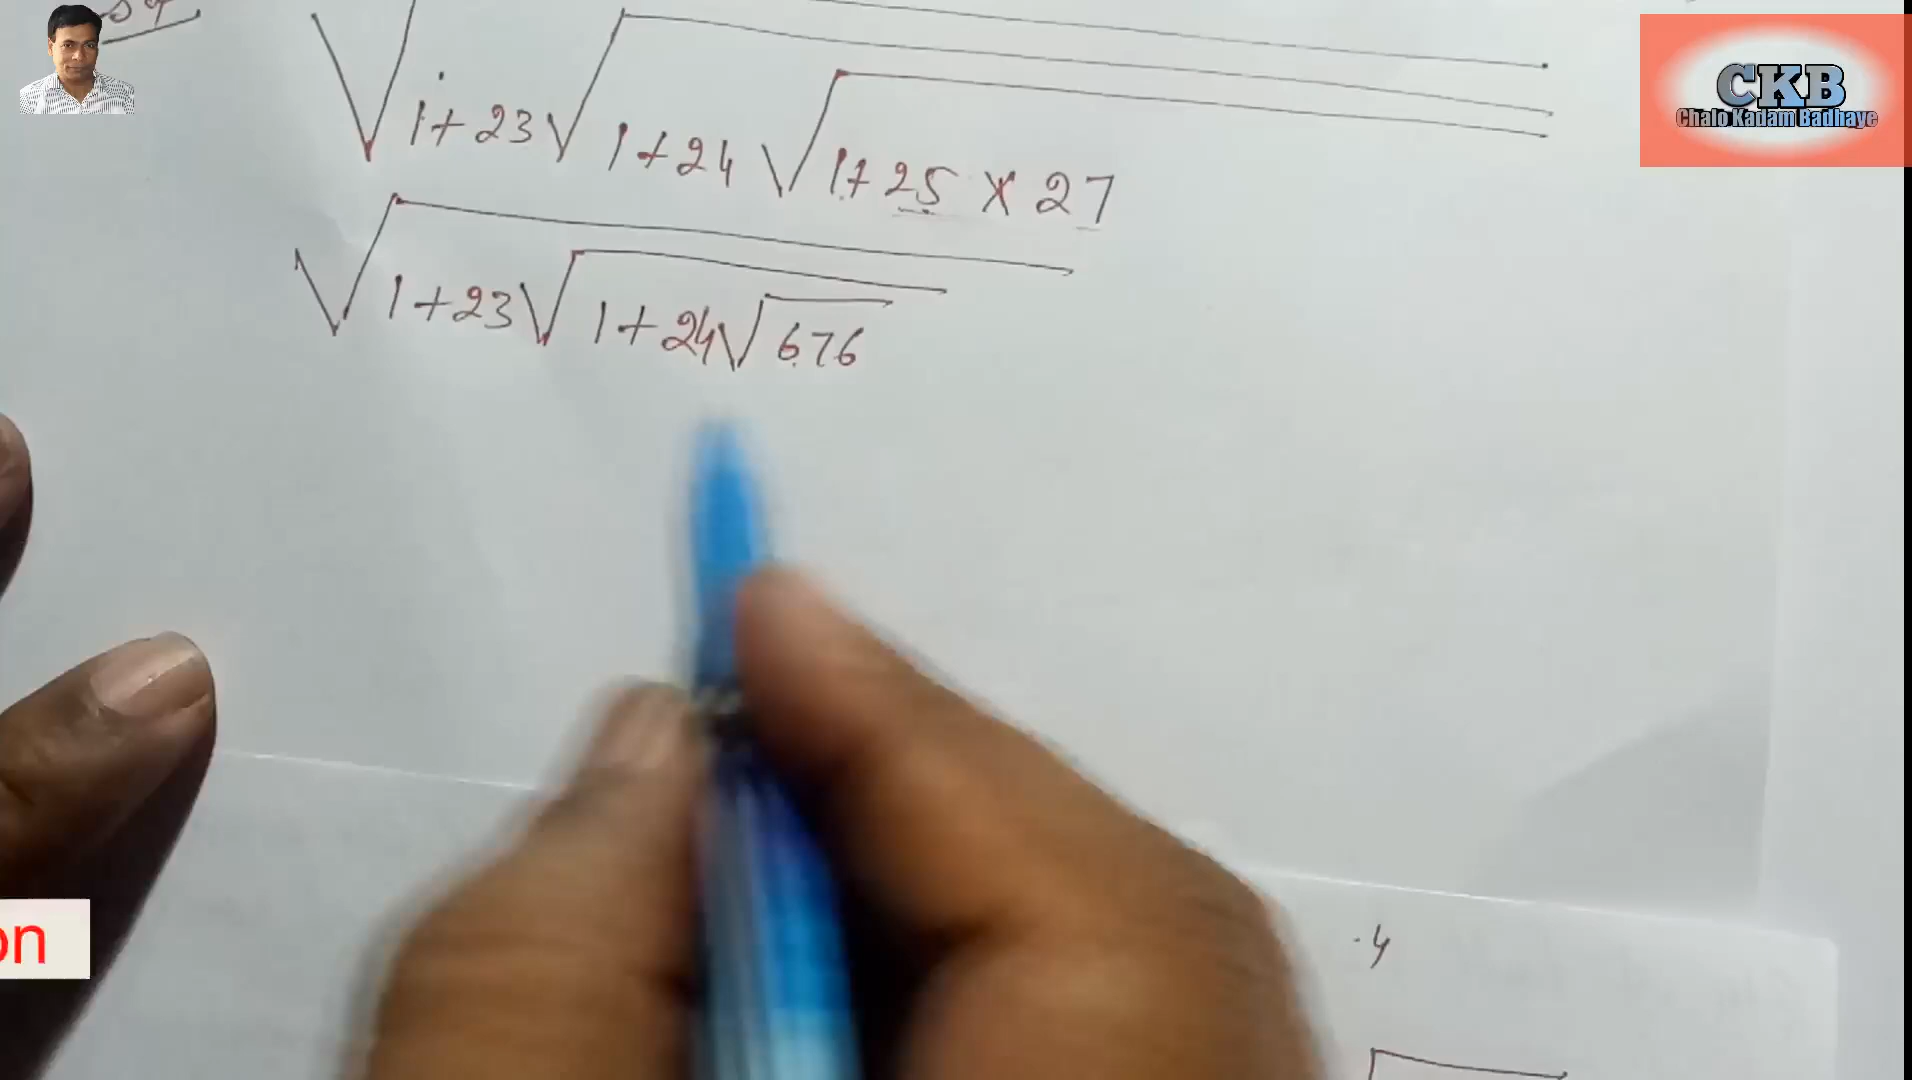 CKB
Chalo Kadam Badhaye
√1+23√1+24√1+25×27
√1+23√1+24√676
on
.y